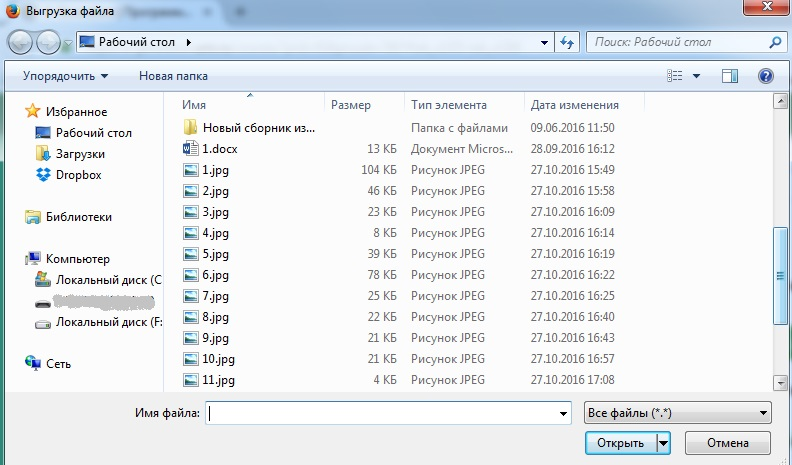 Выгрузка файла
Рабочий стол
Поиск: Рабочий стол
Упорядочить Новая папка
Имя Размер Тип элемента Дата изменения
Избранное
Рабочий стол
Загрузки
Dropbox
Библиотеки
Компьютер
Локальный диск (C
Локальный диск (F:
Сеть
Новый сборник из... Папка с файлами 09.06.2016 11:50
1.docx 13 КБ Документ Micros... 28.09.2016 16:12
1.jpg 104 КБ Рисунок JPEG 27.10.2016 15:49
2.jpg 46 КБ Рисунок JPEG 27.10.2016 15:58
3.jpg 23 КБ Рисунок JPEG 27.10.2016 16:09
4.jpg 8 КБ Рисунок JPEG 27.10.2016 16:14
5.jpg 39 КБ Рисунок JPEG 27.10.2016 16:19
6.jpg 78 КБ Рисунок JPEG 27.10.2016 16:22
7.jpg 25 КБ Рисунок JPEG 27.10.2016 16:25
8.jpg 22 КБ Рисунок JPEG 27.10.2016 16:40
9.jpg 21 КБ Рисунок JPEG 27.10.2016 16:43
10.jpg 21 КБ Рисунок JPEG 27.10.2016 16:57
11.jpg 4 КБ Рисунок JPEG 27.10.2016 17:08
Имя файла: Все файлы (*.*)
Открыть Отмена